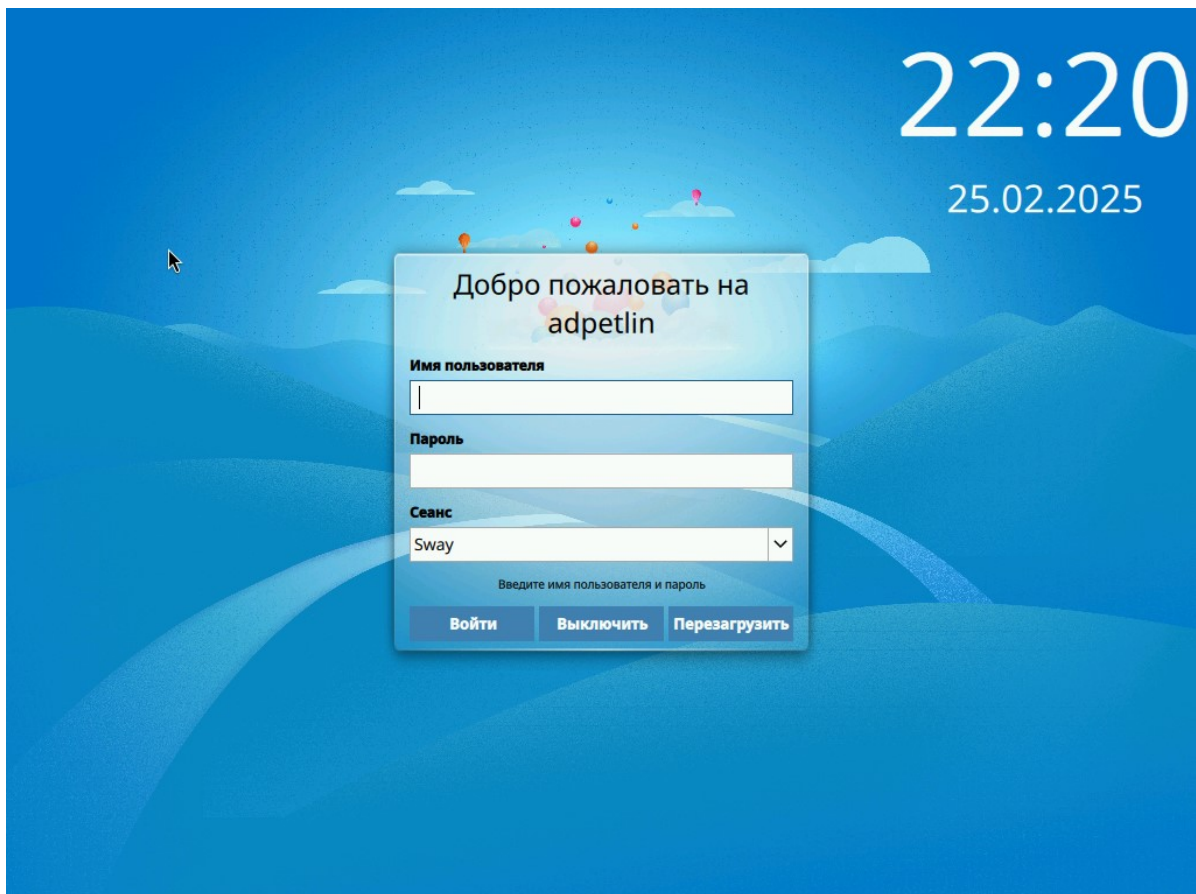 22:20
25.02.2025
Добро пожаловать на
adpetlin
Имя пользователя
Пароль
Сеанс
Sway
Введите имя пользователя и пароль
Войти
Выключить
Перезагрузить